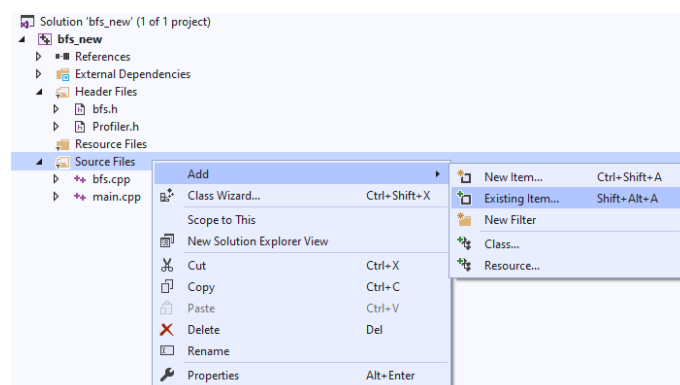 Solution 'bfs_new' (1 of 1 project)
bfs_new
References
External Dependencies
Header Files
bfs.h
Profiler.h
Resource Files
Source Files
bfs.cpp
main.cpp
Add
Class Wizard... Ctrl+Shift+X
Scope to This
New Solution Explorer View
Cut Ctrl+X
Copy Ctrl+C
Paste Ctrl+V
Delete Del
Rename
Properties Alt+Enter
New Item... Ctrl+Shift+A
Existing Item... Shift+Alt+A
New Filter
Class...
Resource...